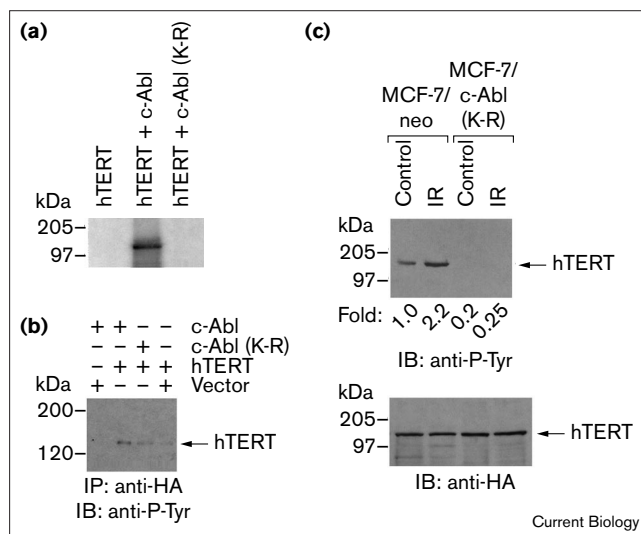 (a)
hTERT
hTERT + c-Abl
hTERT + c-Abl (K-R)
kDa
205
97
(b)
+ + – – c-Abl
– – + – c-Abl (K-R)
– + + + hTERT
+ – – + Vector
kDa
200
120
hTERT
IP: anti-HA
IB: anti-P-Tyr
(c)
MCF-7/
neo
MCF-7/
c-Abl
(K-R)
Control
IR
Control
IR
kDa
205
97
hTERT
Fold: 1.0 2.2 0.2 0.25
IB: anti-P-Tyr
kDa
205
97
hTERT
IB: anti-HA
Current Biology